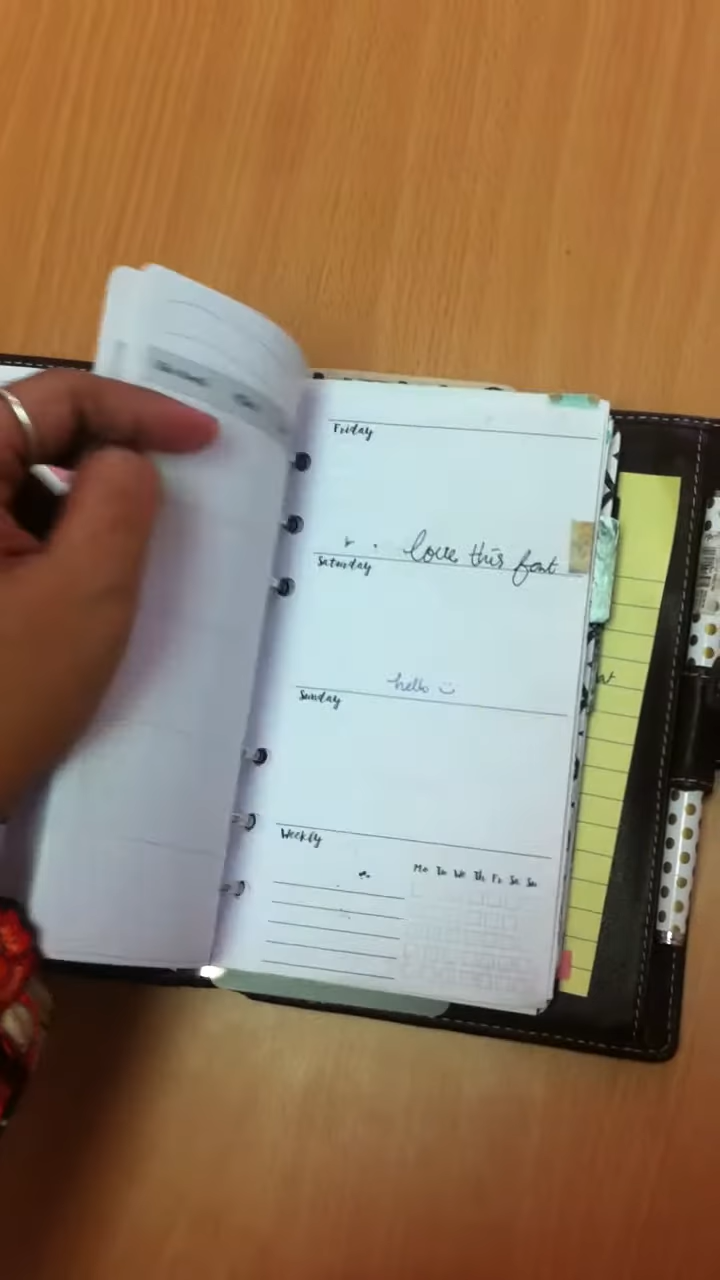 Friday
love this font
Saturday
hello
Sunday
Weekly
Mo Tu We Th Fr Sa Su